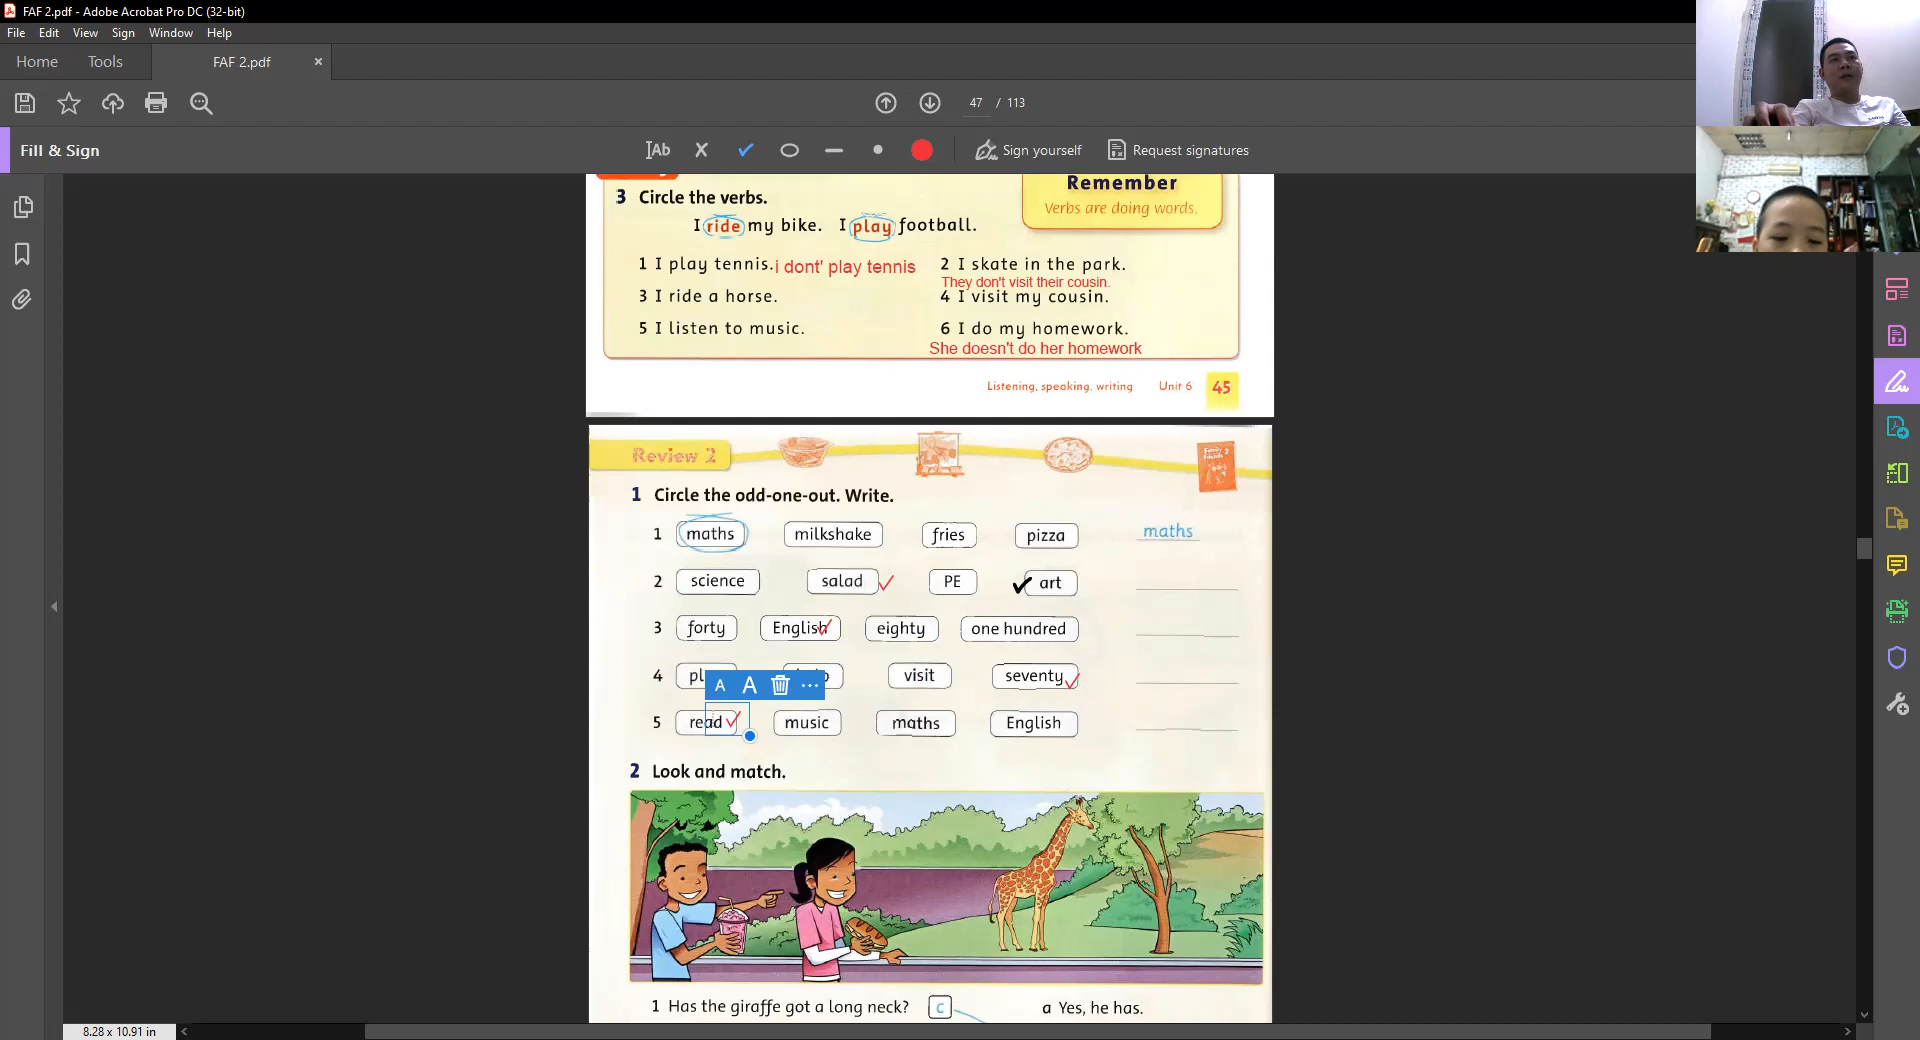 FAF 2.pdf - Adobe Acrobat Pro DC (32-bit)
File Edit View Sign Window Help
Home Tools FAF 2.pdf ×
47 / 113
Fill & Sign
Ab Sign yourself Request signatures
Remember
Verbs are doing words.
3 Circle the verbs.
I ride my bike. I play football.
1 I play tennis. i dont' play tennis 2 I skate in the park.
They don't visit their cousin.
3 I ride a horse. 4 I visit my cousin.
5 I listen to music. 6 I do my homework.
She doesn't do her homework
Listening, speaking, writing Unit 6 45
Review 2
1 Circle the odd-one-out. Write.
1 maths milkshake fries pizza maths
2 science salad PE art
3 forty English eighty one hundred
4 visit seventy
A A ...
5 read music maths English
2 Look and match.
1 Has the giraffe got a long neck? c a Yes, he has.
8.28 x 10.91 in